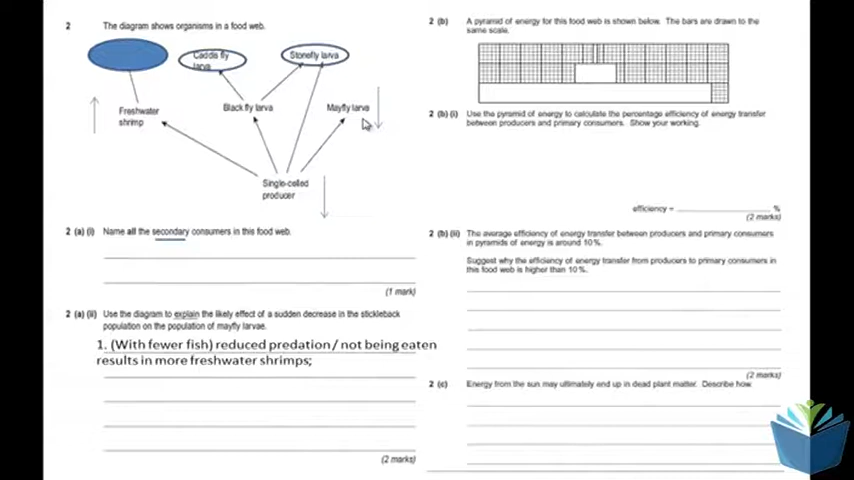 2 The diagram shows organisms in a food web.
Caddis fly
larva
Stonefly larva
Freshwater
shrimp
Black fly larva
Mayfly larva
Single-celled
producer
2 (a) (i) Name all the secondary consumers in this food web.
(1 mark)
2 (a) (ii) Use the diagram to explain the likely effect of a sudden decrease in the stickleback
population on the population of mayfly larvae.
1. (With fewer fish) reduced predation / not being eaten
results in more freshwater shrimps;
(2 marks)
2 (b) A pyramid of energy for this food web is shown below. The bars are drawn to the
same scale.
2 (b) (i) Use the pyramid of energy to calculate the percentage efficiency of energy transfer
between producers and primary consumers. Show your working.
efficiency = %
(2 marks)
2 (b) (ii) The average efficiency of energy transfer between producers and primary consumers
in pyramids of energy is around 10%.
Suggest why the efficiency of energy transfer from producers to primary consumers in
this food web is higher than 10%.
(2 marks)
2 (c) Energy from the sun may ultimately end up in dead plant matter. Describe how.